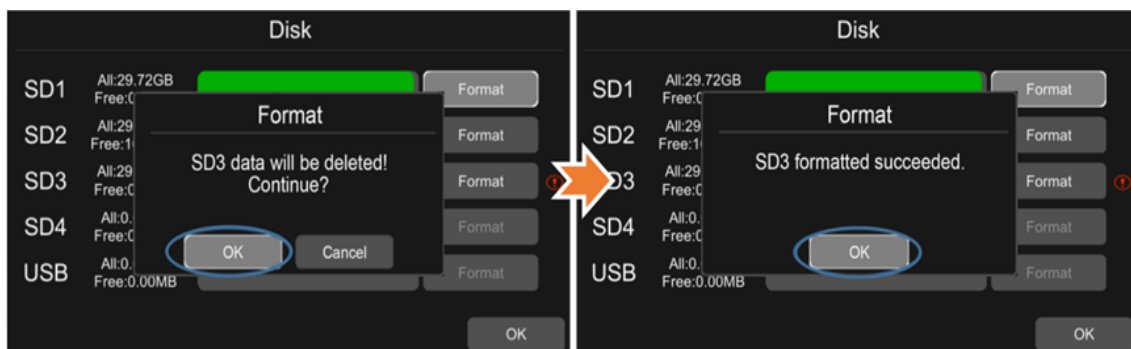 Disk
SD1
All:29.72GB
Free:0
Format
SD2
All:29
Free:1
Format
SD3
All:29
Free:0
Format
SD4
All:0.
Free:0
Format
USB
All:0.
Free:0.00MB
Format
Format
SD3 data will be deleted!
Continue?
OK
Cancel
OK
Disk
SD1
All:29.72GB
Free:0
Format
SD2
All:29
Free:1
Format
D3
All:29
Free:0
Format
SD4
All:0.
Free:0
Format
USB
All:0.
Free:0.00MB
Format
Format
SD3 formatted succeeded.
OK
OK